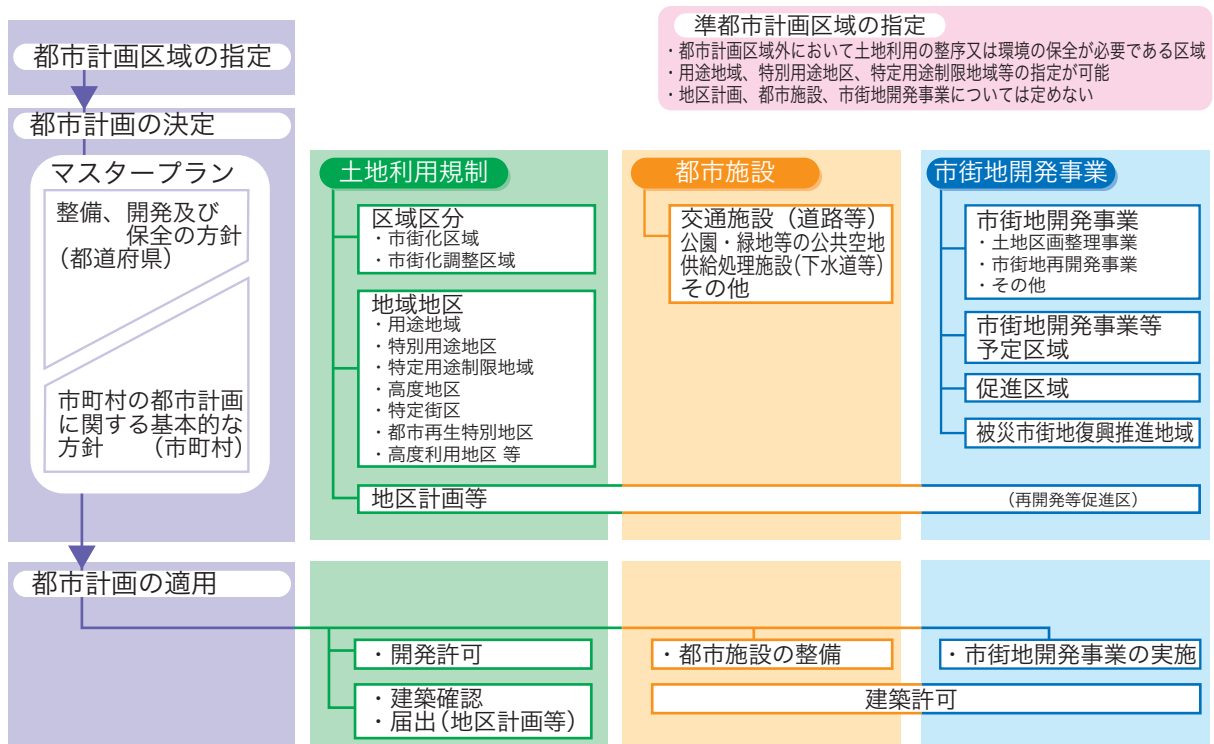 都市計画区域の指定
準都市計画区域の指定
・都市計画区域外において土地利用の整序又は環境の保全が必要である区域
・用途地域、特別用途地区、特定用途制限地域等の指定が可能
・地区計画、都市施設、市街地開発事業については定めない
都市計画の決定
マスタープラン
整備、開発及び
保全の方針
(都道府県)
市町村の都市計画
に関する基本的な
方針 (市町村)
土地利用規制
区域区分
・市街化区域
・市街化調整区域
地域地区
・用途地域
・特別用途地区
・特定用途制限地域
・高度地区
・特定街区
・都市再生特別地区
・高度利用地区 等
地区計画等
(再開発等促進区)
都市施設
交通施設(道路等)
公園・緑地等の公共空地
供給処理施設(下水道等)
その他
市街地開発事業
市街地開発事業
・土地区画整理事業
・市街地再開発事業
・その他
市街地開発事業等
予定区域
促進区域
被災市街地復興推進地域
都市計画の適用
・開発許可
・建築確認
・届出(地区計画等)
・都市施設の整備
・市街地開発事業の実施
建築許可